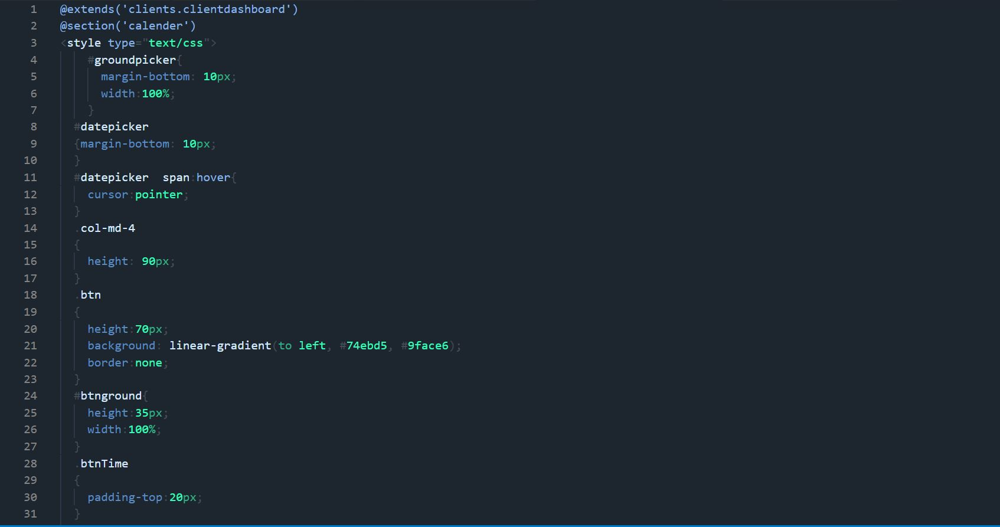 1 @extends('clients.clientdashboard')
2 @section('calender')
3 <style type="text/css">
4 #groundpicker{
5 margin-bottom: 10px;
6 width:100%;
7 }
8 #datepicker
9 {margin-bottom: 10px;
10 }
11 #datepicker  span:hover{
12 cursor:pointer;
13 }
14 .col-md-4
15 {
16 height: 90px;
17 }
18 .btn
19 {
20 height:70px;
21 background: linear-gradient(to left, #74ebd5, #9face6);
22 border:none;
23 }
24 #btnground{
25 height:35px;
26 width:100%;
27 }
28 .btnTime
29 {
30 padding-top:20px;
31 }